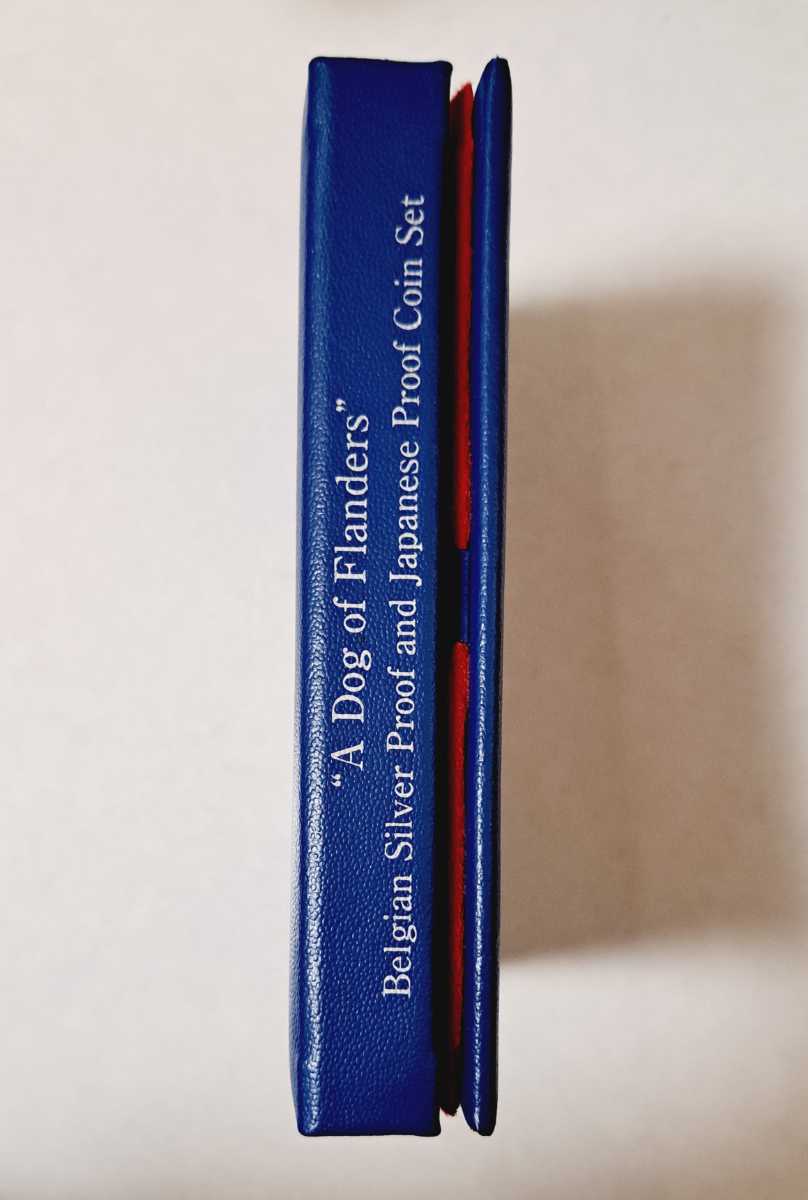 “A Dog of Flanders”
Belgian Silver Proof and Japanese Proof Coin Set